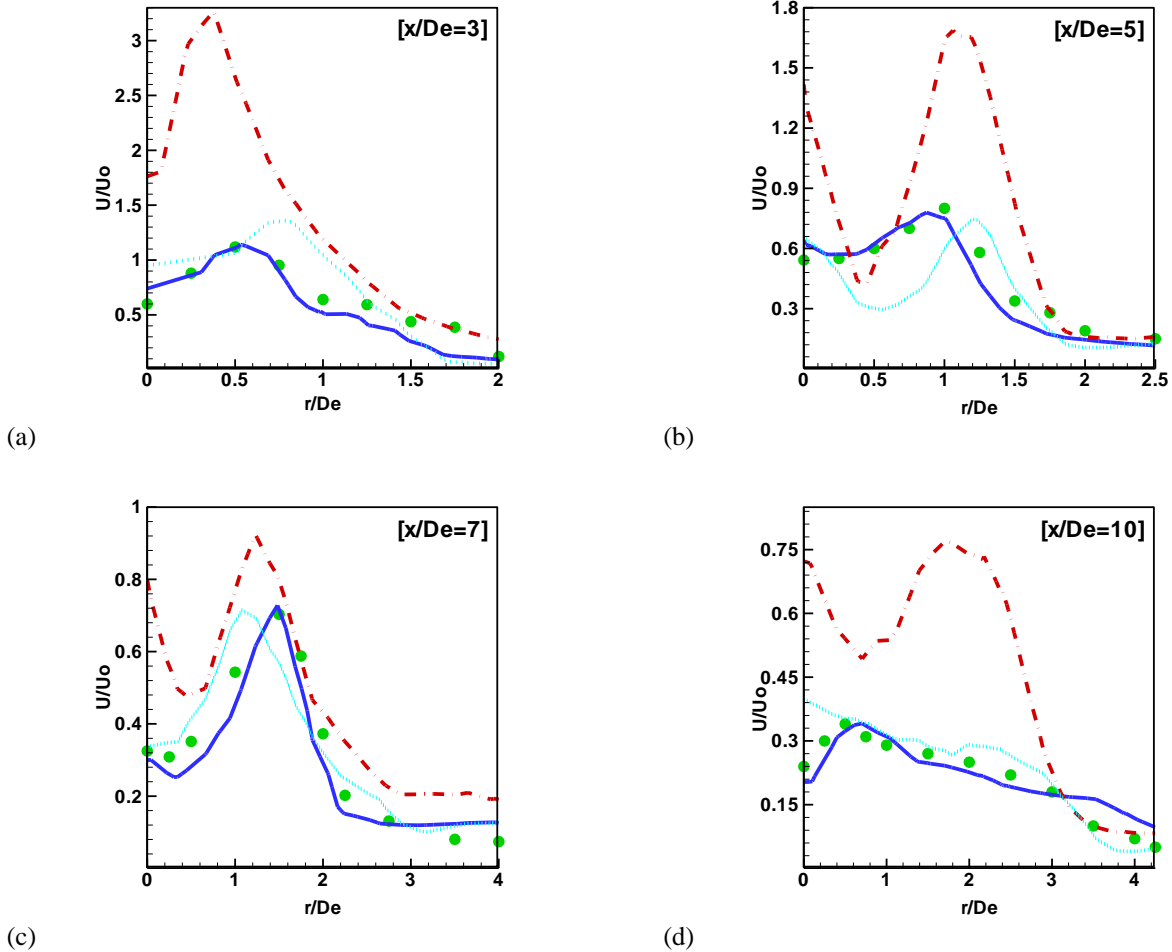 [x/De=3]
U/Uo
3
2.5
2
1.5
1
0.5
0
0.5
1
1.5
2
r/De
(a)
[x/De=5]
U/Uo
1.8
1.5
1.2
0.9
0.6
0.3
0
0.5
1
1.5
2
2.5
r/De
(b)
[x/De=7]
U/Uo
1
0.8
0.6
0.4
0.2
0
1
2
3
4
r/De
(c)
[x/De=10]
U/Uo
0.75
0.6
0.45
0.3
0.15
0
1
2
3
4
r/De
(d)